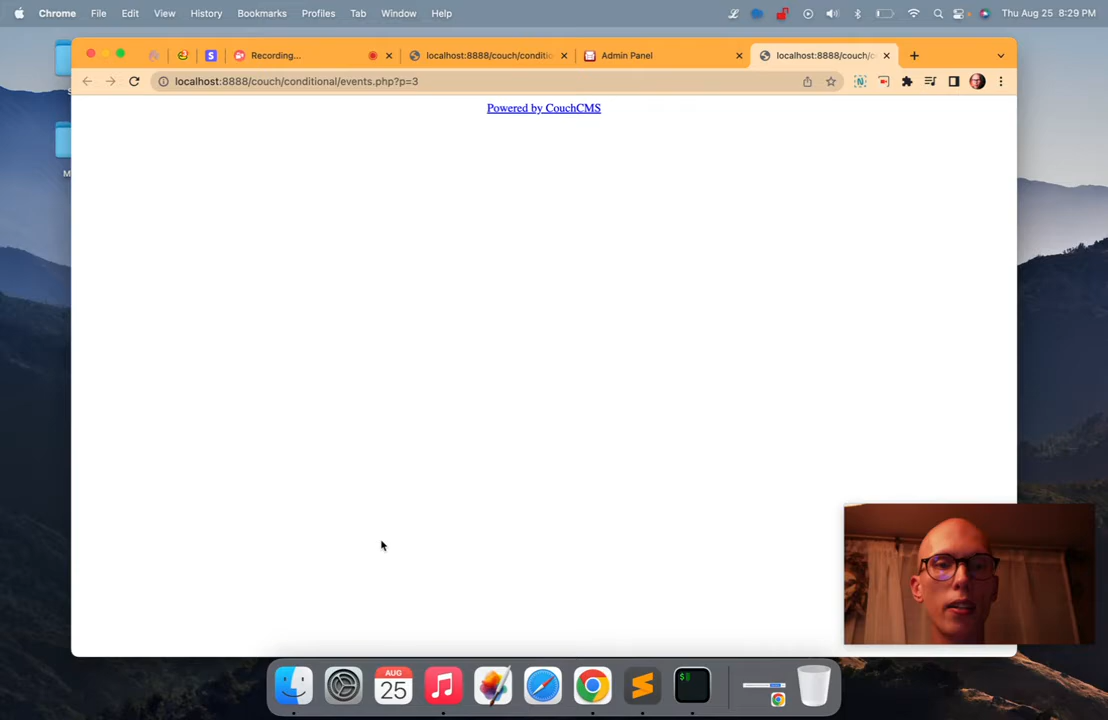 Chrome File Edit View History Bookmarks Profiles Tab Window Help Thu Aug 25 8:29 PM
Recording... localhost:8888/couch/conditio Admin Panel localhost:8888/couch/c
localhost:8888/couch/conditional/events.php?p=3
Powered by CouchCMS
M
AUG
25
$